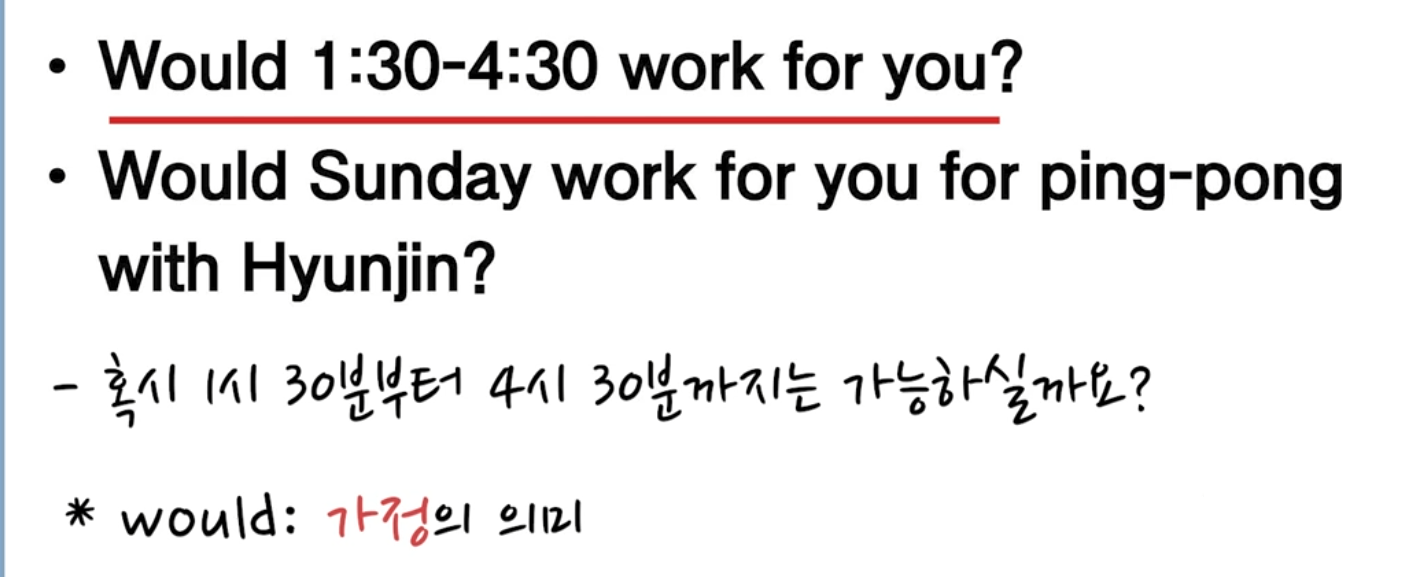 • Would 1:30-4:30 work for you?
• Would Sunday work for you for ping-pong
with Hyunjin?
- 혹시 1시 30분부터 4시 30분까지는 가능하실까요?
* would: 가정의 의미